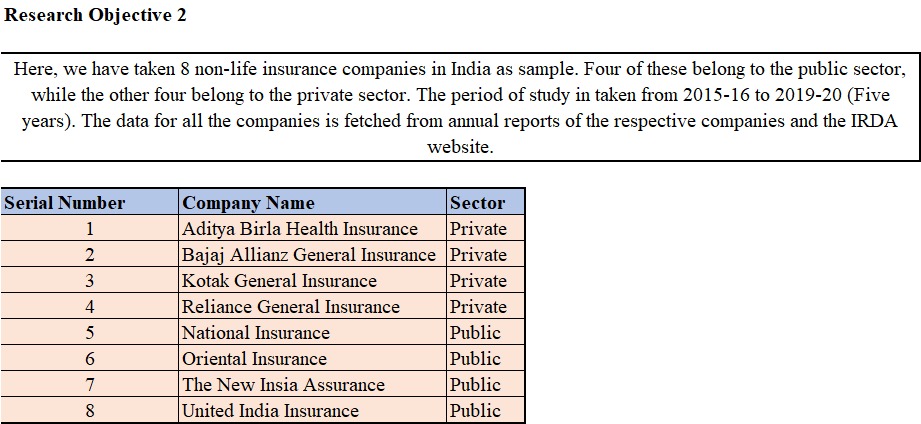 Research Objective 2
Here, we have taken 8 non-life insurance companies in India as sample. Four of these belong to the public sector,
while the other four belong to the private sector. The period of study in taken from 2015-16 to 2019-20 (Five
years). The data for all the companies is fetched from annual reports of the respective companies and the IRDA
website.
Serial Number Company Name Sector
1 Aditya Birla Health Insurance Private
2 Bajaj Allianz General Insurance Private
3 Kotak General Insurance Private
4 Reliance General Insurance Private
5 National Insurance Public
6 Oriental Insurance Public
7 The New Insia Assurance Public
8 United India Insurance Public